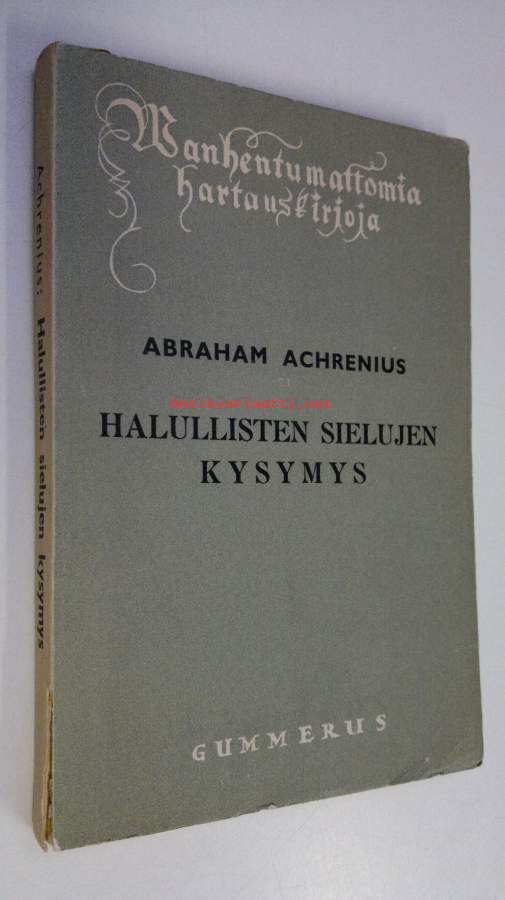 Wanhentumattomia
hartauskirjoja
ABRAHAM ACHRENIUS
antikvariaatti.net
HALULLISTEN SIELUJEN
KYSYMYS
GUMMERUS
Achrenius: Halullisten sielujen kysymys